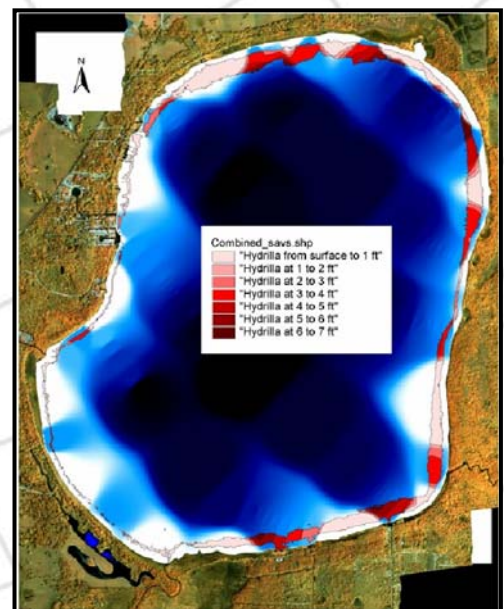 N
Combined_savs.shp
"Hydrilla from surface to 1 ft"
"Hydrilla at 1 to 2 ft"
"Hydrilla at 2 to 3 ft"
"Hydrilla at 3 to 4 ft"
"Hydrilla at 4 to 5 ft"
"Hydrilla at 5 to 6 ft"
"Hydrilla at 6 to 7 ft"